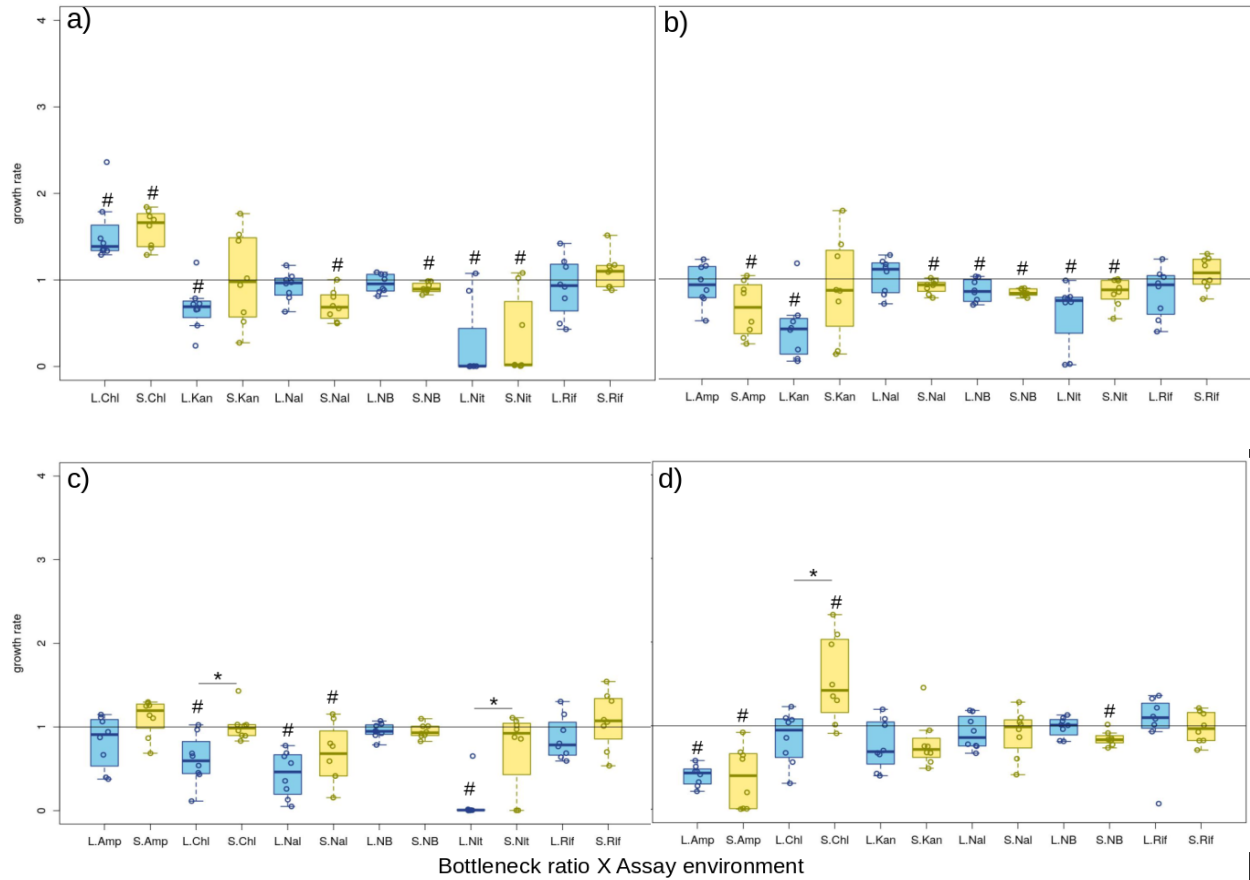 a)
4
3
2
1
0
growth rate
# # # # # # #
L.Chl S.Chl L.Kan S.Kan L.Nal S.Nal L.NB S.NB L.Nit S.Nit L.Rif S.Rif
b)
# # # # # # #
L.Amp S.Amp L.Kan S.Kan L.Nal S.Nal L.NB S.NB L.Nit S.Nit L.Rif S.Rif
c)
4
3
2
1
0
growth rate
* *
# # # #
L.Amp S.Amp L.Chl S.Chl L.Nal S.Nal L.NB S.NB L.Nit S.Nit L.Rif S.Rif
d)
*
# # # #
L.Amp S.Amp L.Chl S.Chl L.Kan S.Kan L.Nal S.Nal L.NB S.NB L.Rif S.Rif
Bottleneck ratio X Assay environment